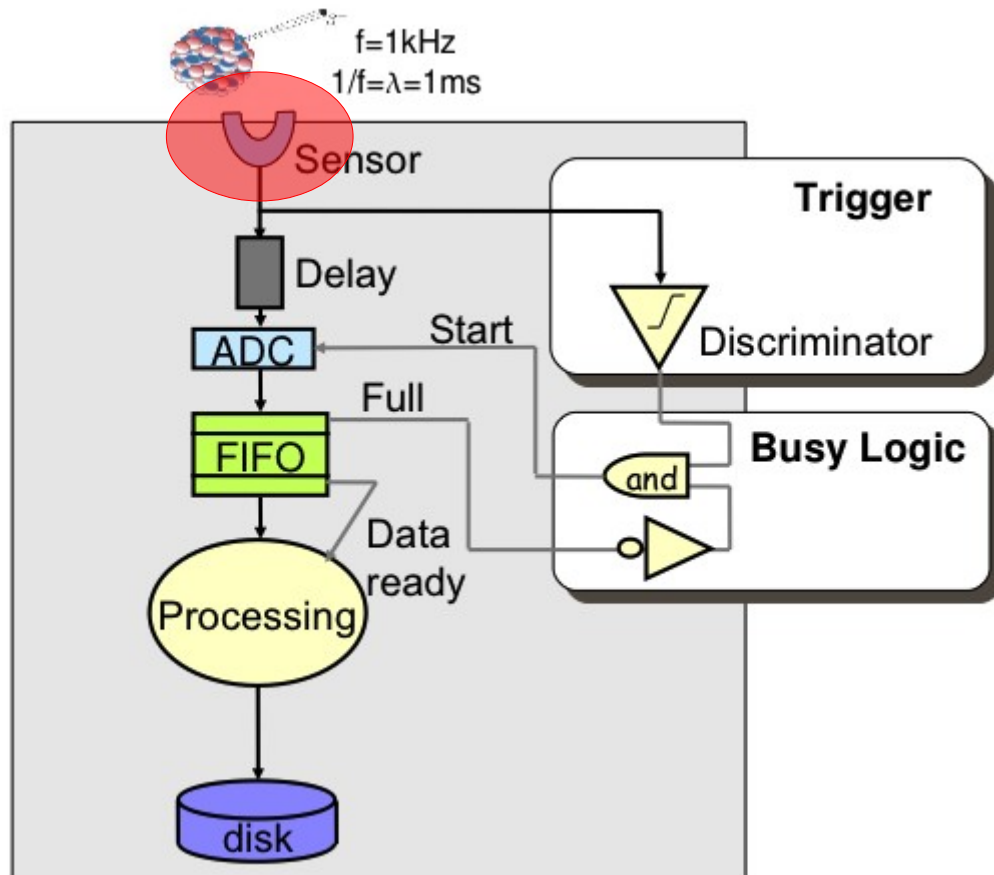 f=1kHz
1/f=λ=1ms
Sensor
Trigger
Delay
Start
Discriminator
ADC
Full
FIFO
Busy Logic
and
Data
ready
Processing
disk